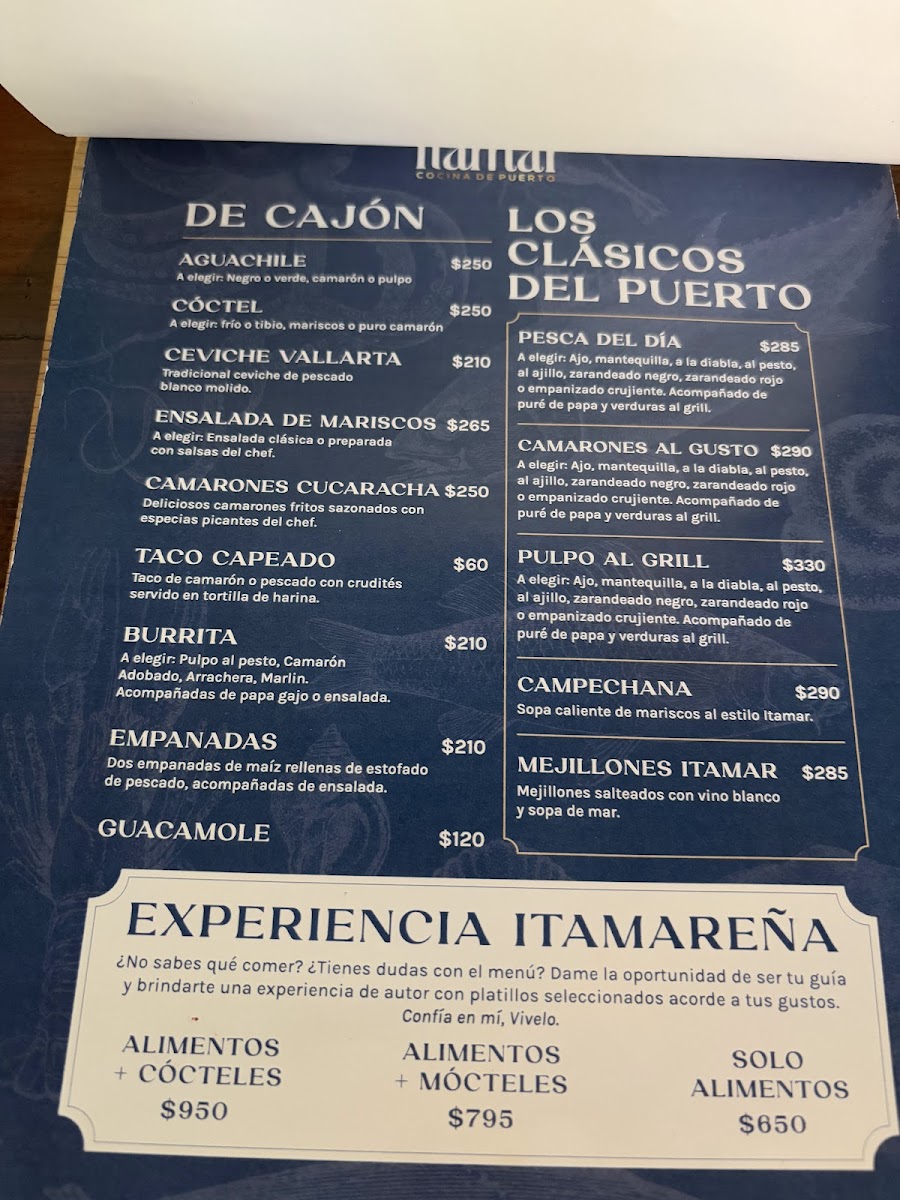 Itamar
COCINA DE PUERTO
DE CAJÓN
AGUACHILE $250
A elegir: Negro o verde, camarón o pulpo
CÓCTEL $250
A elegir: frío o tibio, mariscos o puro camarón
CEVICHE VALLARTA $210
Tradicional ceviche de pescado
blanco molido.
ENSALADA DE MARISCOS $265
A elegir: Ensalada clásica o preparada
con salsas del chef.
CAMARONES CUCARACHA $250
Deliciosos camarones fritos sazonados con
especias picantes del chef.
TACO CAPEADO $60
Taco de camarón o pescado con crudités
servido en tortilla de harina.
BURRITA $210
A elegir: Pulpo al pesto, Camarón
Adobado, Arrachera, Marlin.
Acompañadas de papa gajo o ensalada.
EMPANADAS $210
Dos empanadas de maíz rellenas de estofado
de pescado, acompañadas de ensalada.
GUACAMOLE $120
LOS
CLÁSICOS
DEL PUERTO
PESCA DEL DÍA $285
A elegir: Ajo, mantequilla, a la diabla, al pesto,
al ajillo, zarandeado negro, zarandeado rojo
o empanizado crujiente. Acompañado de
puré de papa y verduras al grill.
CAMARONES AL GUSTO $290
A elegir: Ajo, mantequilla, a la diabla, al pesto,
al ajillo, zarandeado negro, zarandeado rojo
o empanizado crujiente. Acompañado de
puré de papa y verduras al grill.
PULPO AL GRILL $330
A elegir: Ajo, mantequilla, a la diabla, al pesto,
al ajillo, zarandeado negro, zarandeado rojo
o empanizado crujiente. Acompañado de
puré de papa y verduras al grill.
CAMPECHANA $290
Sopa caliente de mariscos al estilo Itamar.
MEJILLONES ITAMAR $285
Mejillones salteados con vino blanco
y sopa de mar.
EXPERIENCIA ITAMAREÑA
¿No sabes qué comer? ¿Tienes dudas con el menú? Dame la oportunidad de ser tu guía
y brindarte una experiencia de autor con platillos seleccionados acorde a tus gustos.
Confía en mí, Vivelo.
ALIMENTOS
+ CÓCTELES
$950
ALIMENTOS
+ MÓCTELES
$795
SOLO
ALIMENTOS
$650